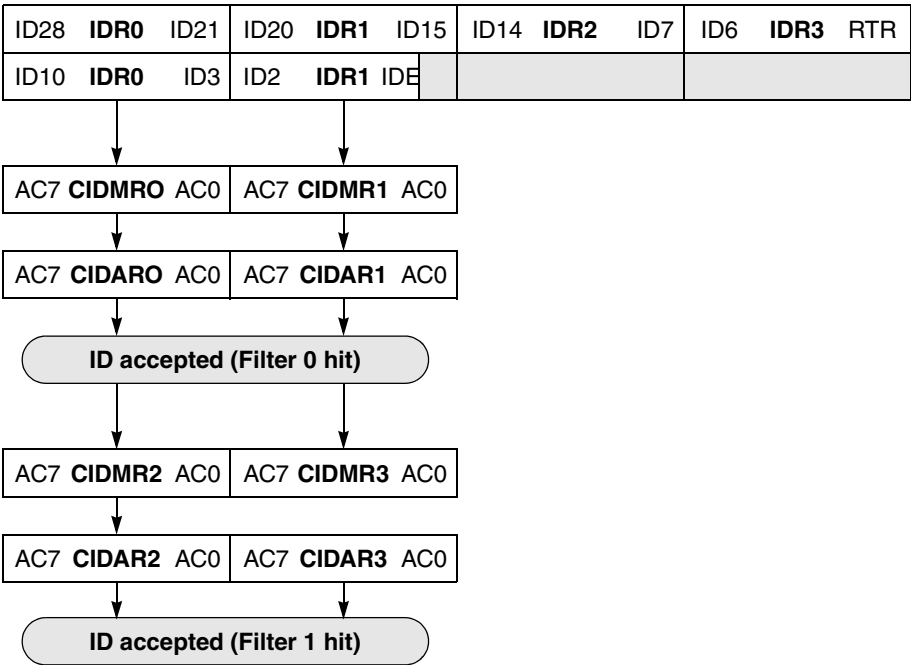 ID28 IDR0 ID21 ID20 IDR1 ID15 ID14 IDR2 ID7 ID6 IDR3 RTR
ID10 IDR0 ID3 ID2 IDR1 IDE
AC7 CIDMRO AC0 AC7 CIDMR1 AC0
AC7 CIDARO AC0 AC7 CIDAR1 AC0
ID accepted (Filter 0 hit)
AC7 CIDMR2 AC0 AC7 CIDMR3 AC0
AC7 CIDAR2 AC0 AC7 CIDAR3 AC0
ID accepted (Filter 1 hit)